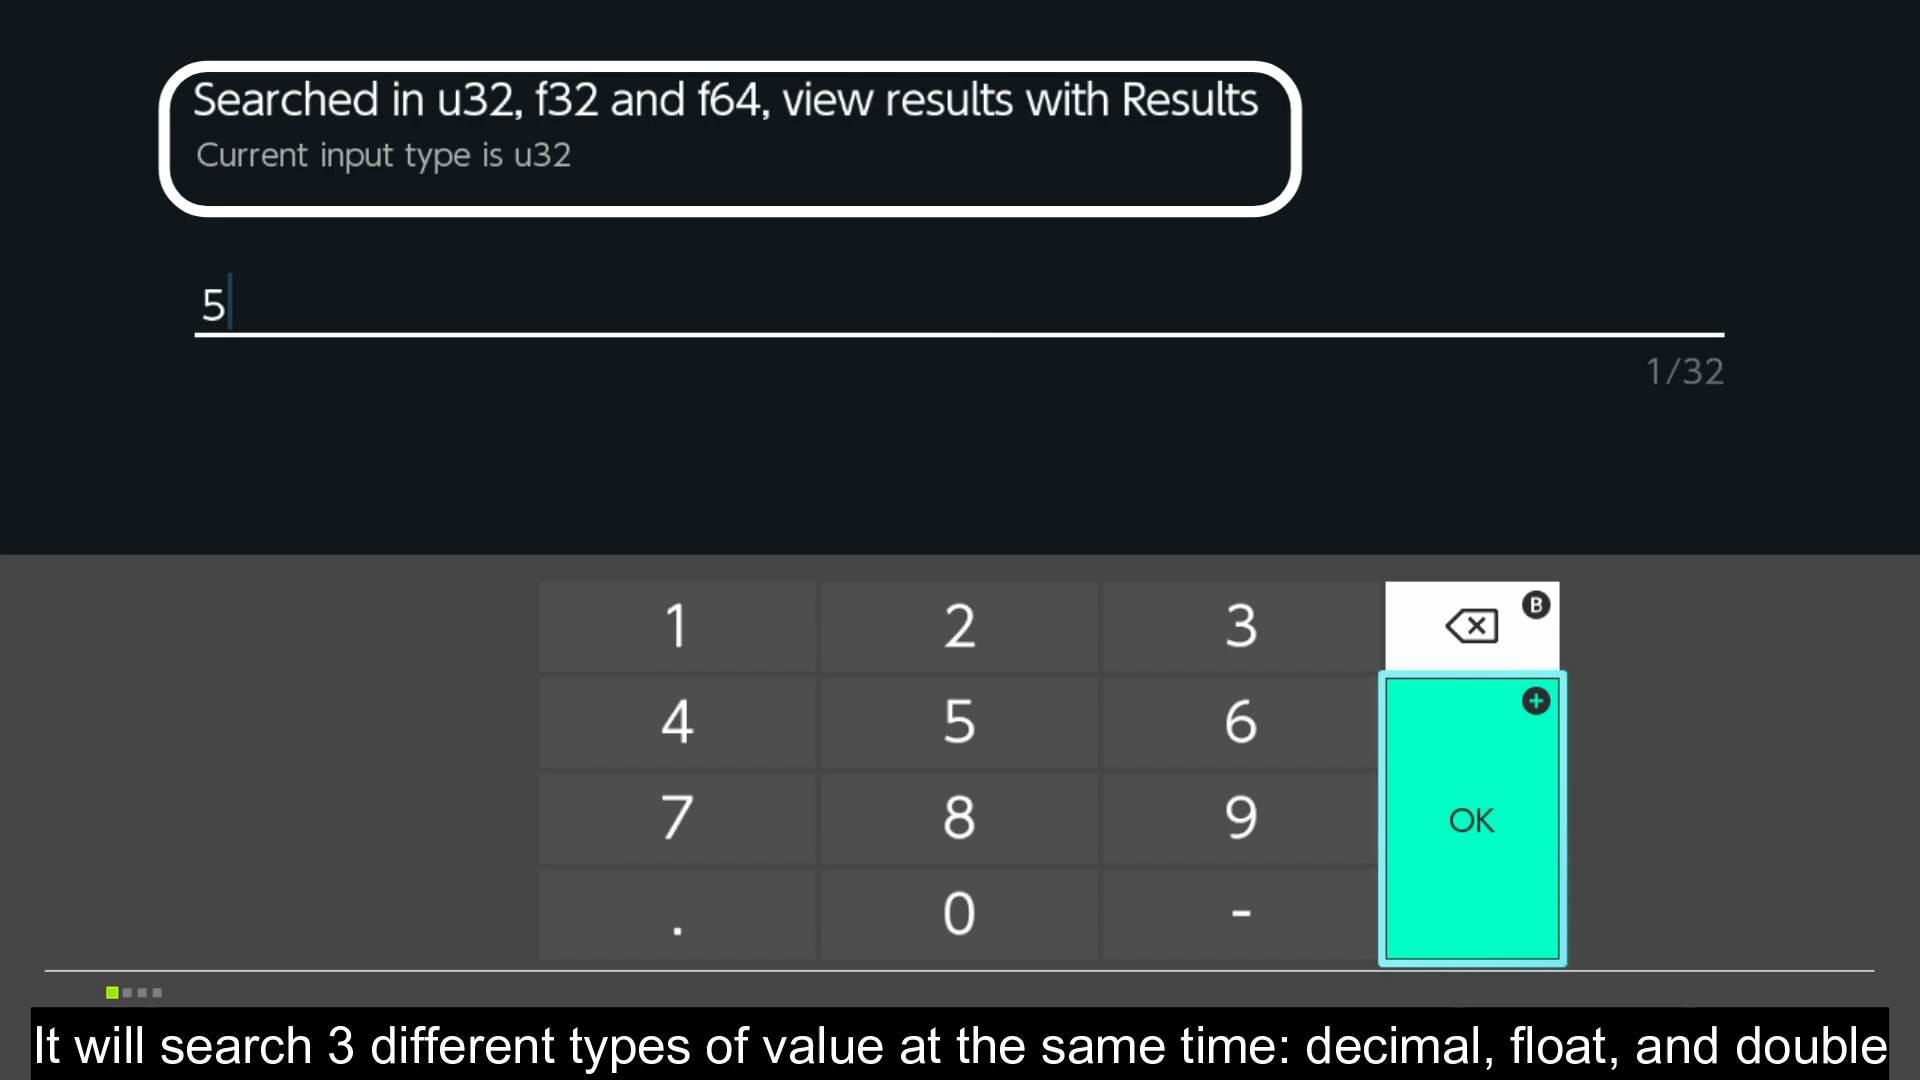 Searched in u32, f32 and f64, view results with Results
Current input type is u32
5
1/32
1 2 3 B
4 5 6 +
7 8 9 OK
. 0 -
It will search 3 different types of value at the same time: decimal, float, and double